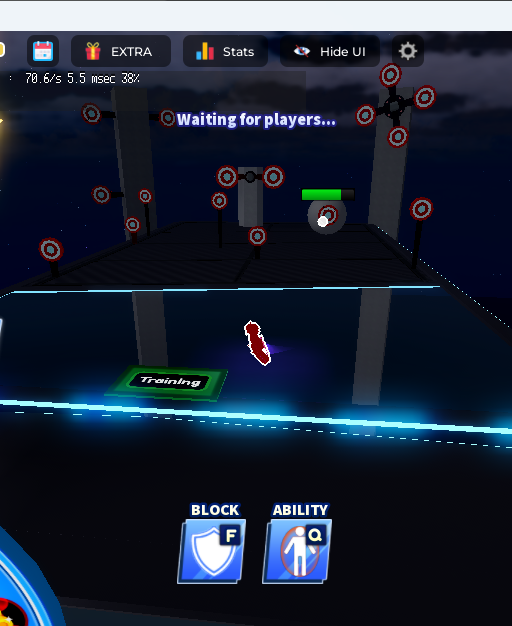 EXTRA
Stats
Hide UI
: 70.6/s 5.5 msec 38%
Waiting for players...
Training
BLOCK
ABILITY
F
Q